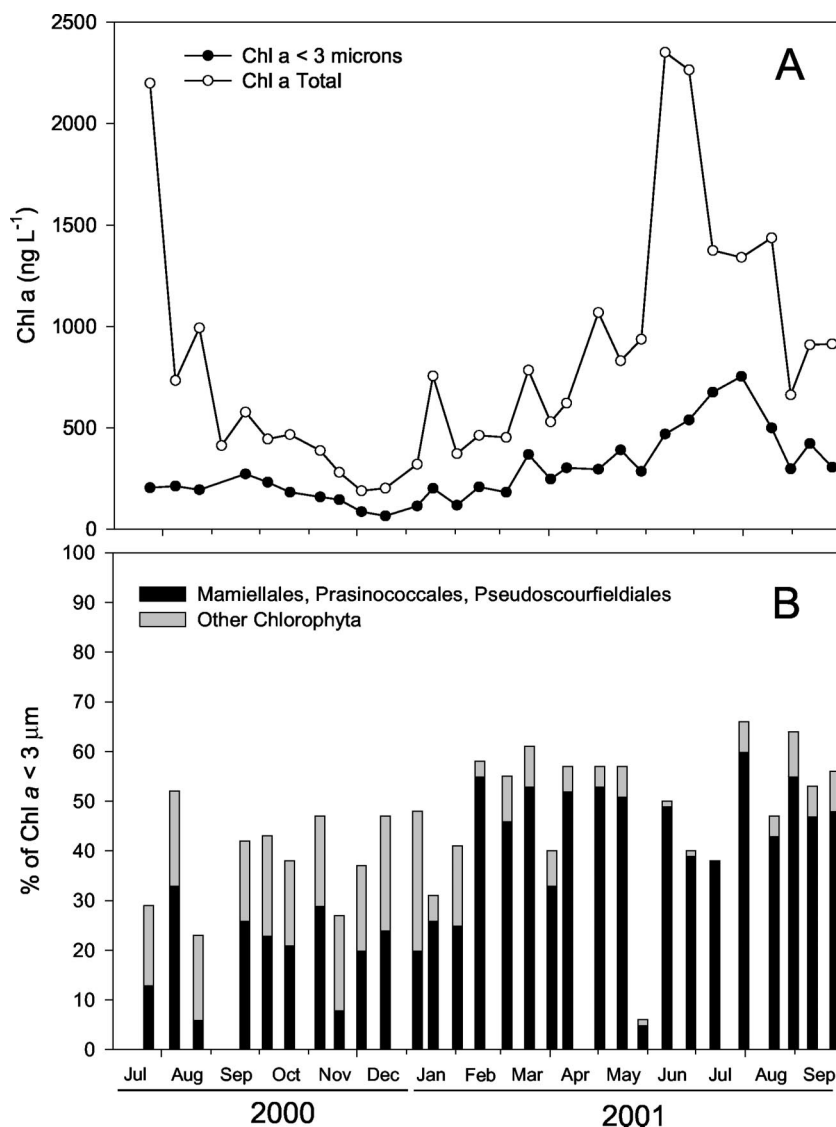 2500
2000
1500
1000
500
0
Chl a (ng L⁻¹)
Chl a < 3 microns
Chl a Total
A
100
90
80
70
60
50
40
30
20
10
0
% of Chl a < 3 μm
Mamiellales, Prasinococcales, Pseudoscourfieldiales
Other Chlorophyta
B
Jul Aug Sep Oct Nov Dec Jan Feb Mar Apr May Jun Jul Aug Sep
2000 2001